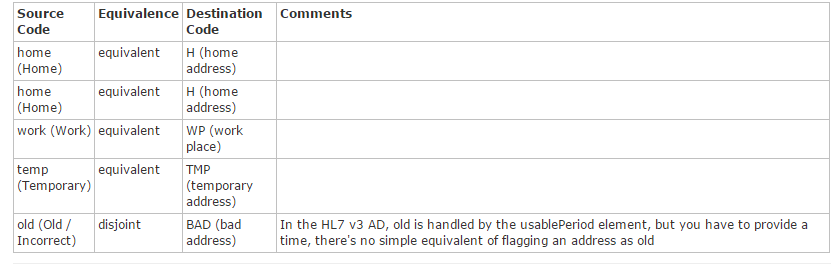 Source Code Equivalence Destination Code Comments
home (Home) equivalent H (home address)
home (Home) equivalent H (home address)
work (Work) equivalent WP (work place)
temp (Temporary) equivalent TMP (temporary address)
old (Old / Incorrect) disjoint BAD (bad address) In the HL7 v3 AD, old is handled by the usablePeriod element, but you have to provide a time, there's no simple equivalent of flagging an address as old